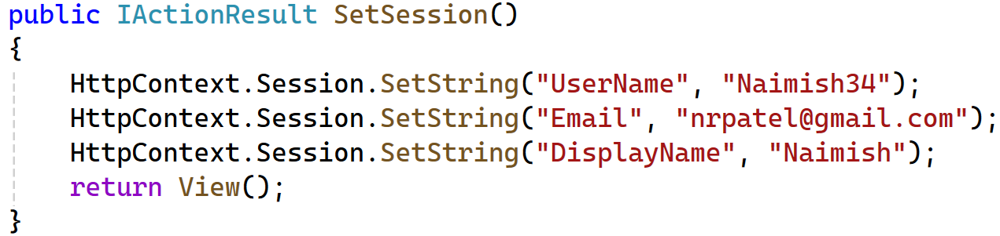 public IActionResult SetSession()
{
    HttpContext.Session.SetString("UserName", "Naimish34");
    HttpContext.Session.SetString("Email", "nrpatel@gmail.com");
    HttpContext.Session.SetString("DisplayName", "Naimish");
    return View();
}